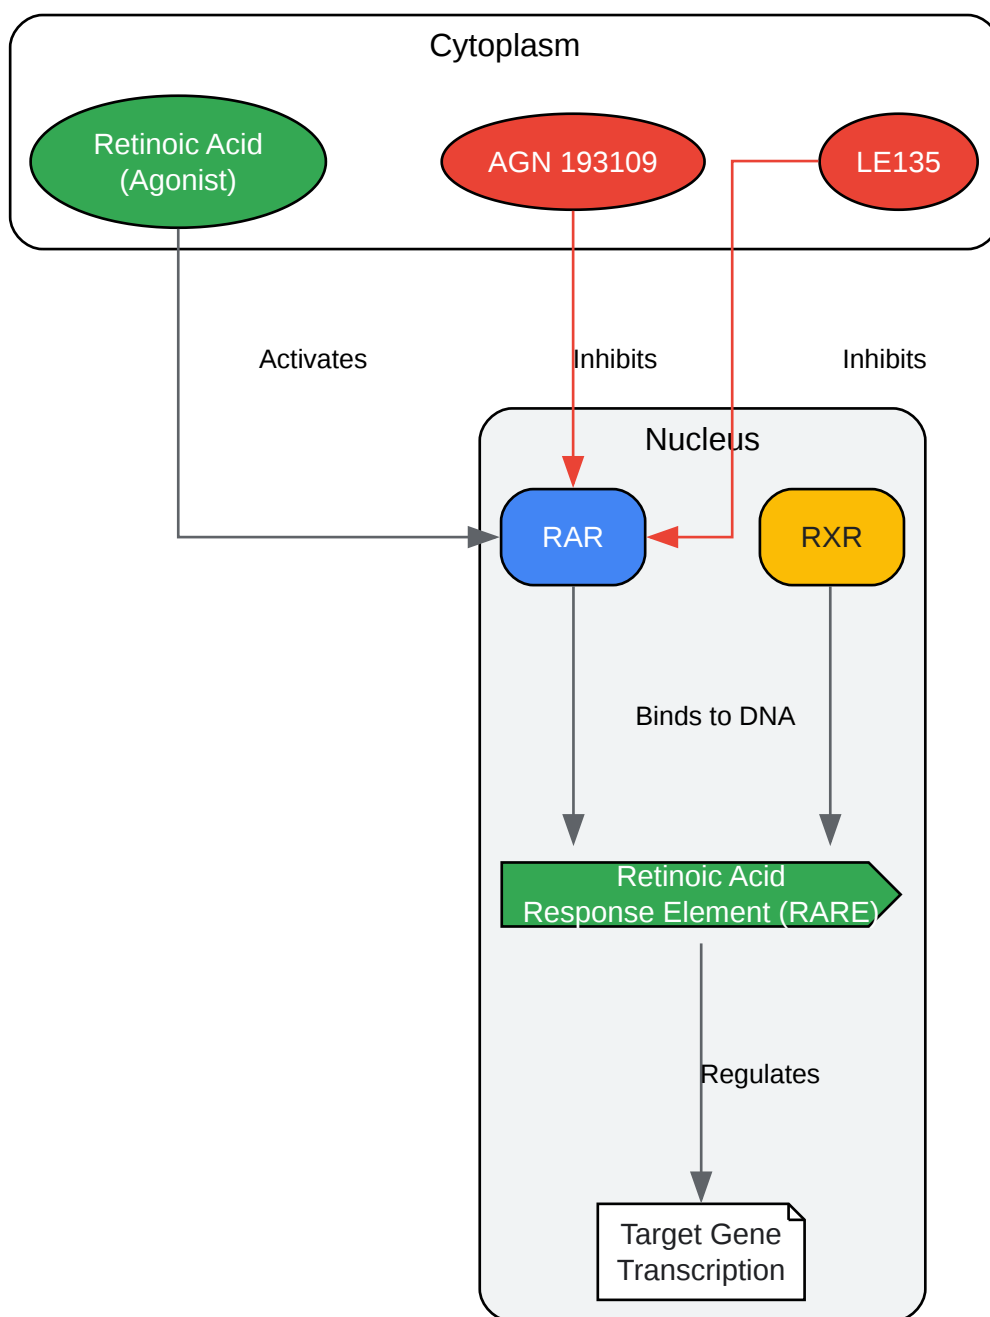 Cytoplasm
Retinoic Acid
(Agonist)
AGN 193109
LE135
Activates
Inhibits
Inhibits
Nucleus
RAR
RXR
Binds to DNA
Retinoic Acid
Response Element (RARE)
Regulates
Target Gene
Transcription